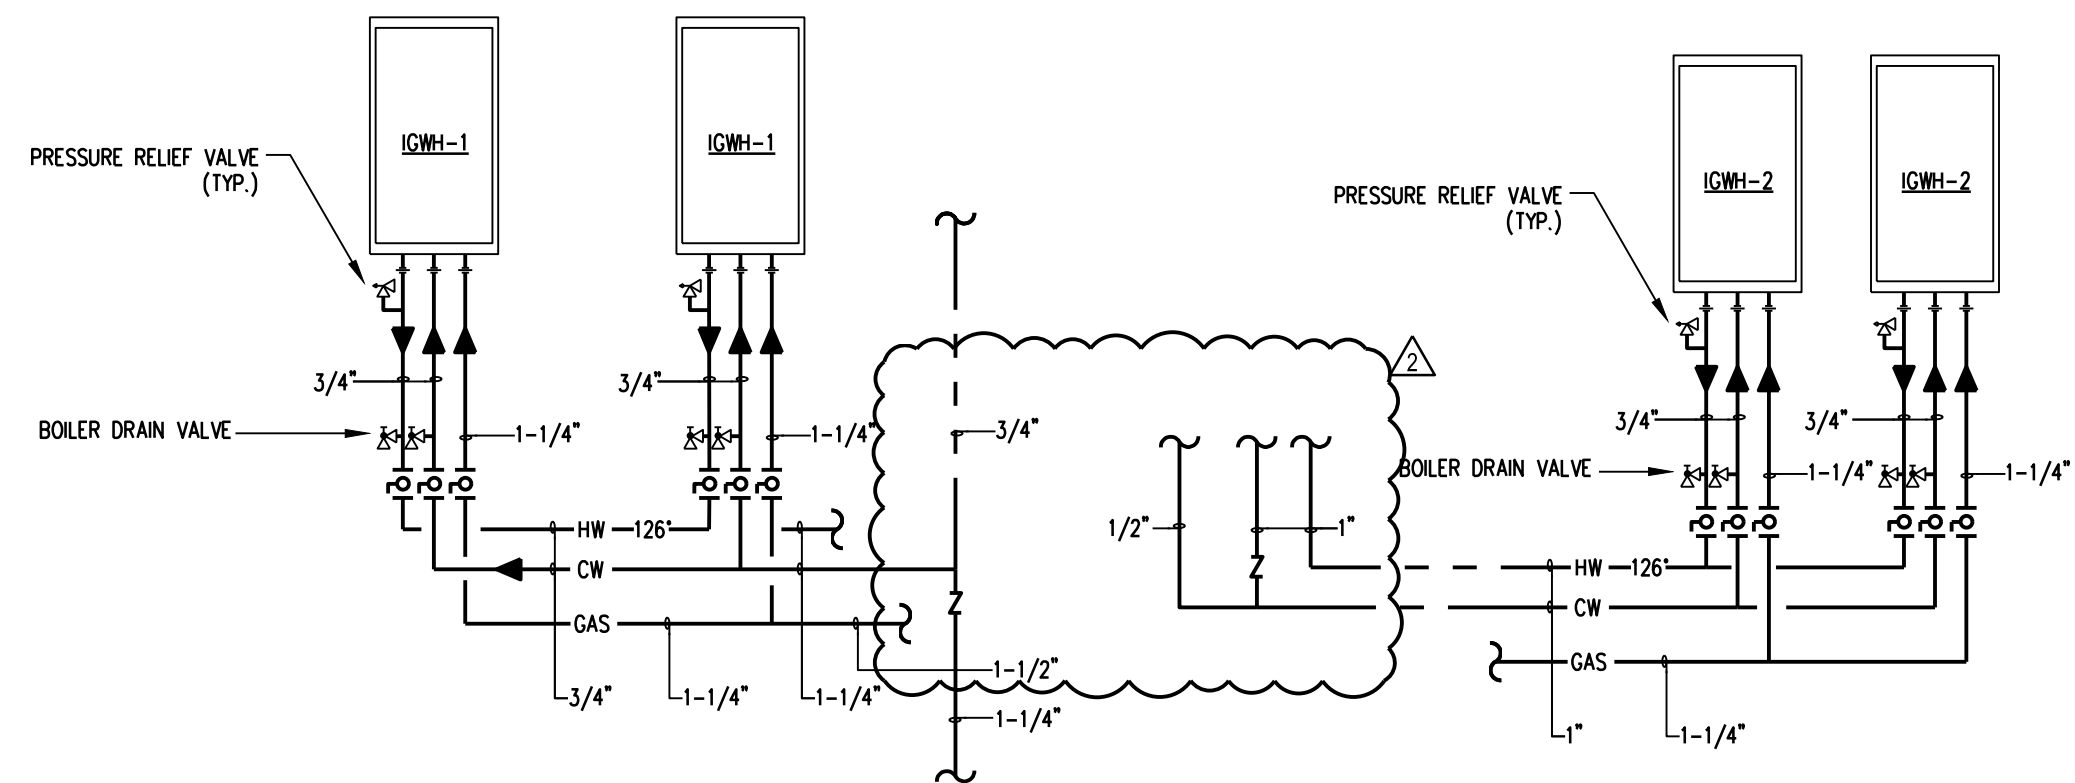 IGWH-1
IGWH-1
PRESSURE RELIEF VALVE
(TYP.)
IGWH-2
IGWH-2
PRESSURE RELIEF VALVE
(TYP.)
2
3/4"
3/4"
3/4"
3/4"
BOILER DRAIN VALVE
1-1/4"
1-1/4"
3/4"
BOILER DRAIN VALVE
1-1/4"
1-1/4"
HW
126°
1/2"
1"
CW
HW
126°
GAS
CW
1-1/2"
GAS
3/4"
1-1/4"
1-1/4"
1-1/4"
1"
1-1/4"